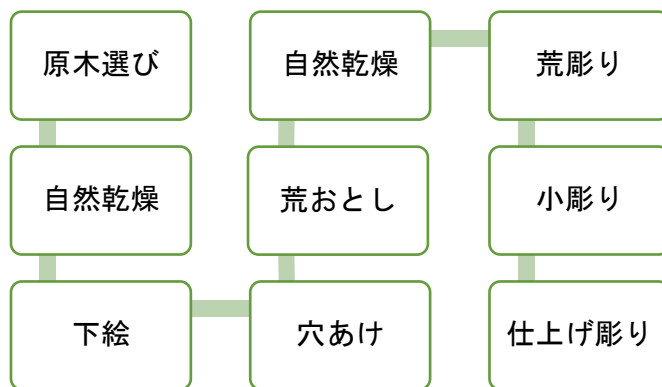 原木選び
自然乾燥
下絵
穴あけ
荒おとし
自然乾燥
荒彫り
小彫り
仕上げ彫り